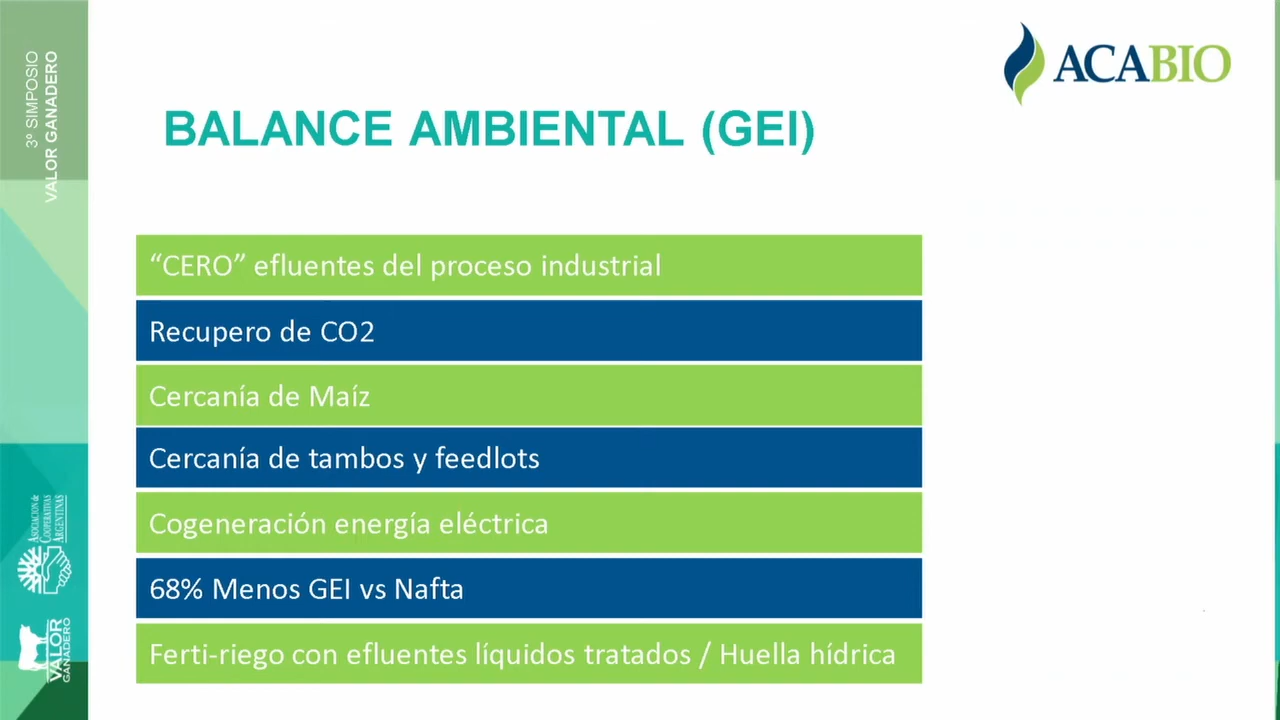 3° SIMPOSIO
VALOR GANADERO
ACABIO
BALANCE AMBIENTAL (GEI)
“CERO” efluentes del proceso industrial
Recupero de CO2
Cercanía de Maíz
Cercanía de tambos y feedlots
Cogeneración energía eléctrica
68% Menos GEI vs Nafta
Ferti-riego con efluentes líquidos tratados / Huella hídrica
ASOCIACION de
COOPERATIVAS
ARGENTINAS
VALOR
GANADERO